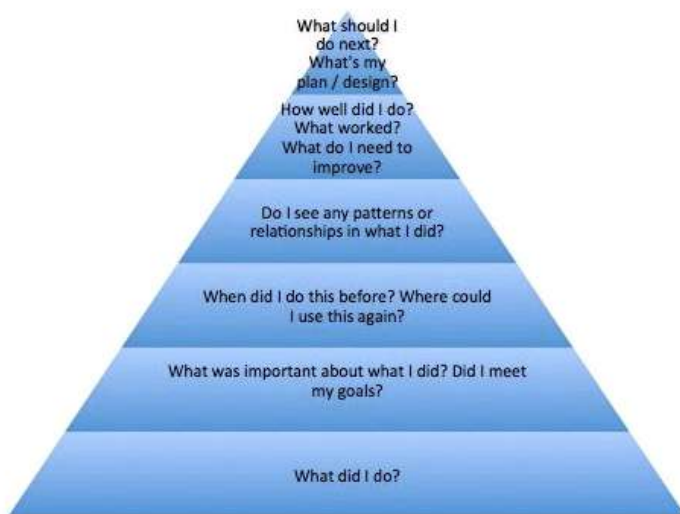 What should I
do next?
What's my
plan / design?
How well did I do?
What worked?
What do I need to
improve?
Do I see any patterns or
relationships in what I did?
When did I do this before? Where could
I use this again?
What was important about what I did? Did I meet
my goals?
What did I do?